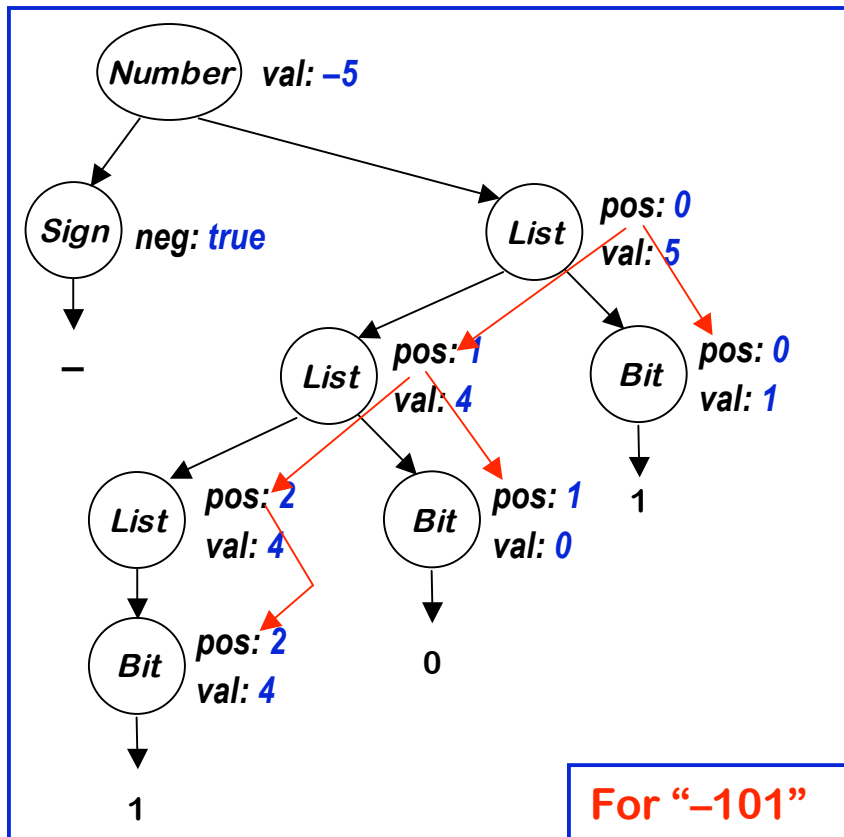 Number val: –5
Sign neg: true
List pos: 0
val: 5
–
List pos: 1
val: 4
Bit pos: 0
val: 1
List pos: 2
val: 4
Bit pos: 1
val: 0
1
Bit pos: 2
val: 4
0
1
For “–101”